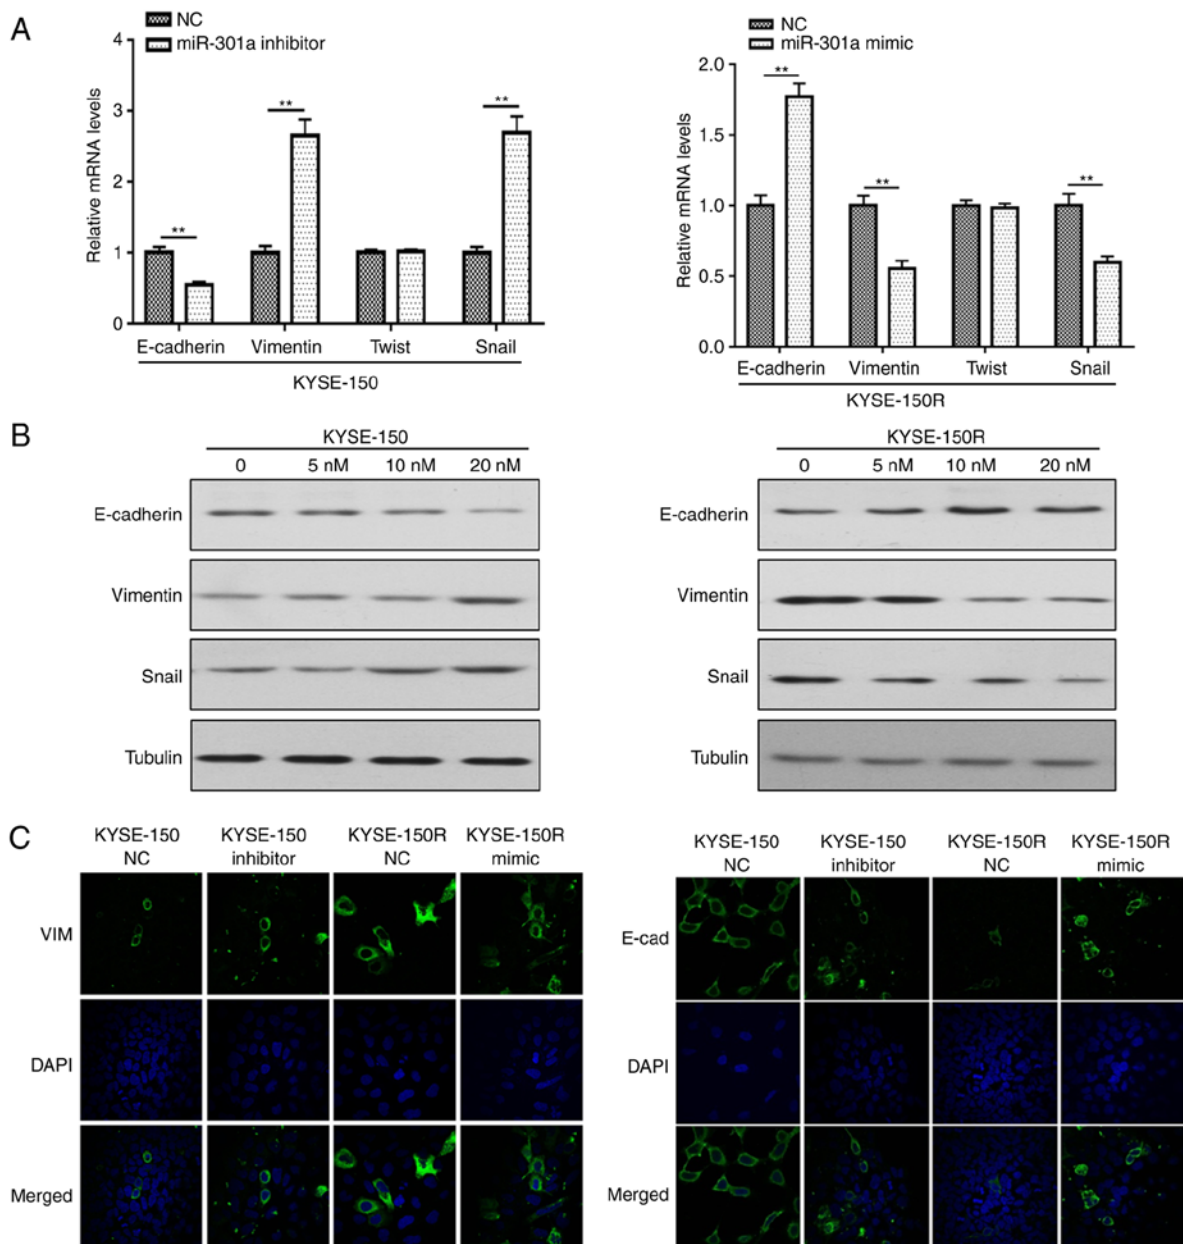 A
NC
miR-301a inhibitor
Relative mRNA levels
4
3
2
1
0
**
**
**
E-cadherin Vimentin Twist Snail
KYSE-150
NC
miR-301a mimic
Relative mRNA levels
2.0
1.5
1.0
0.5
0.0
**
**
**
E-cadherin Vimentin Twist Snail
KYSE-150R
B
KYSE-150
0 5 nM 10 nM 20 nM
E-cadherin
Vimentin
Snail
Tubulin
KYSE-150R
0 5 nM 10 nM 20 nM
E-cadherin
Vimentin
Snail
Tubulin
C
KYSE-150 KYSE-150 KYSE-150R KYSE-150R
NC inhibitor NC mimic
VIM
DAPI
Merged
KYSE-150 KYSE-150 KYSE-150R KYSE-150R
NC inhibitor NC mimic
E-cad
DAPI
Merged